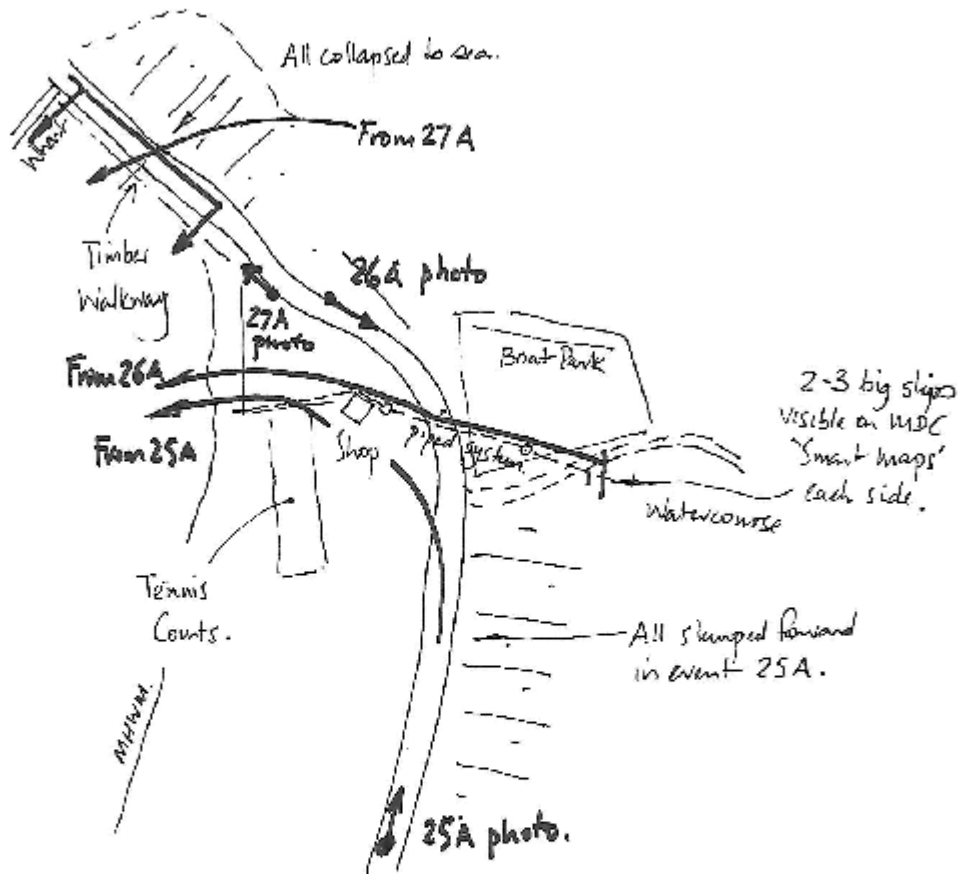 All collapsed to sea.
From 27A
Wharf
Timber
Walkway
26A photo
27A
photo
Boat Park
From 26A
From 25A
Shop
piped system
2-3 big slips
visible on MDC
'Smart maps'
each side.
Watercourse
Tennis
Courts.
All slumped forward
in event 25A.
MHWM.
25A photo.